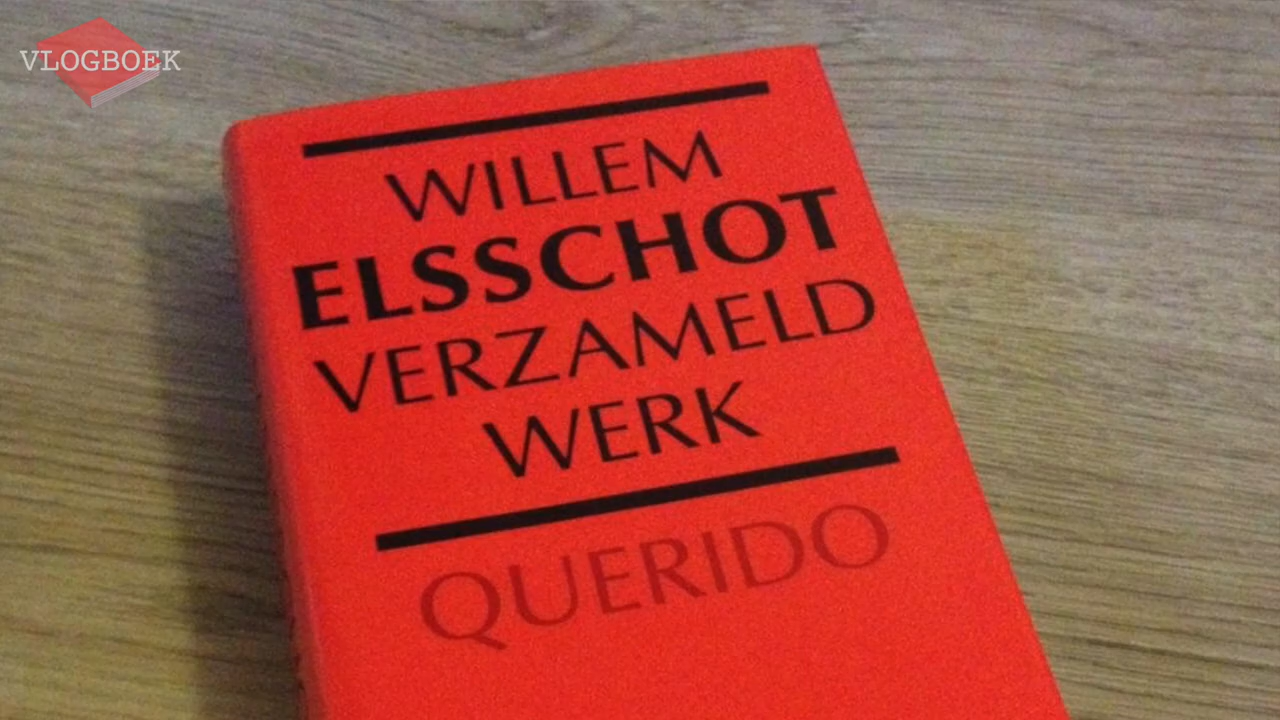 VLOGBOEK
WILLEM
ELSSCHOT
VERZAMELD
WERK
QUERIDO